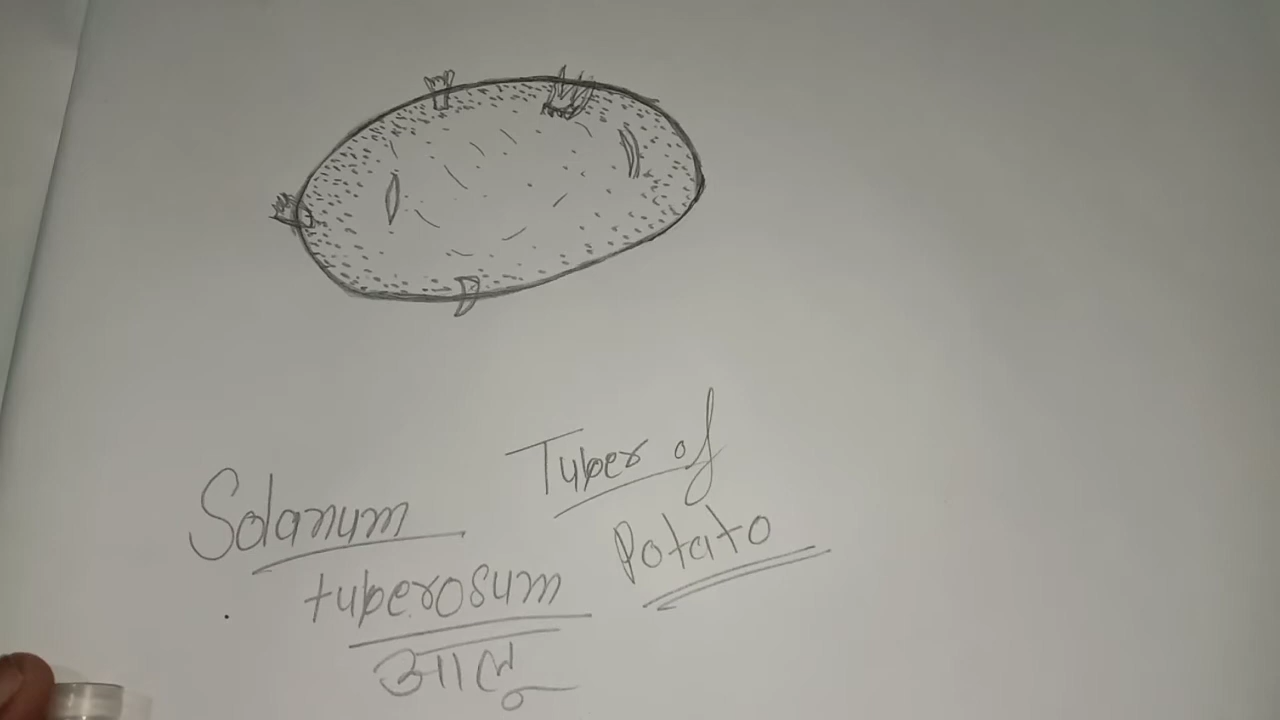 Tuber of
Potato
Solanum
tuberosum
आलू